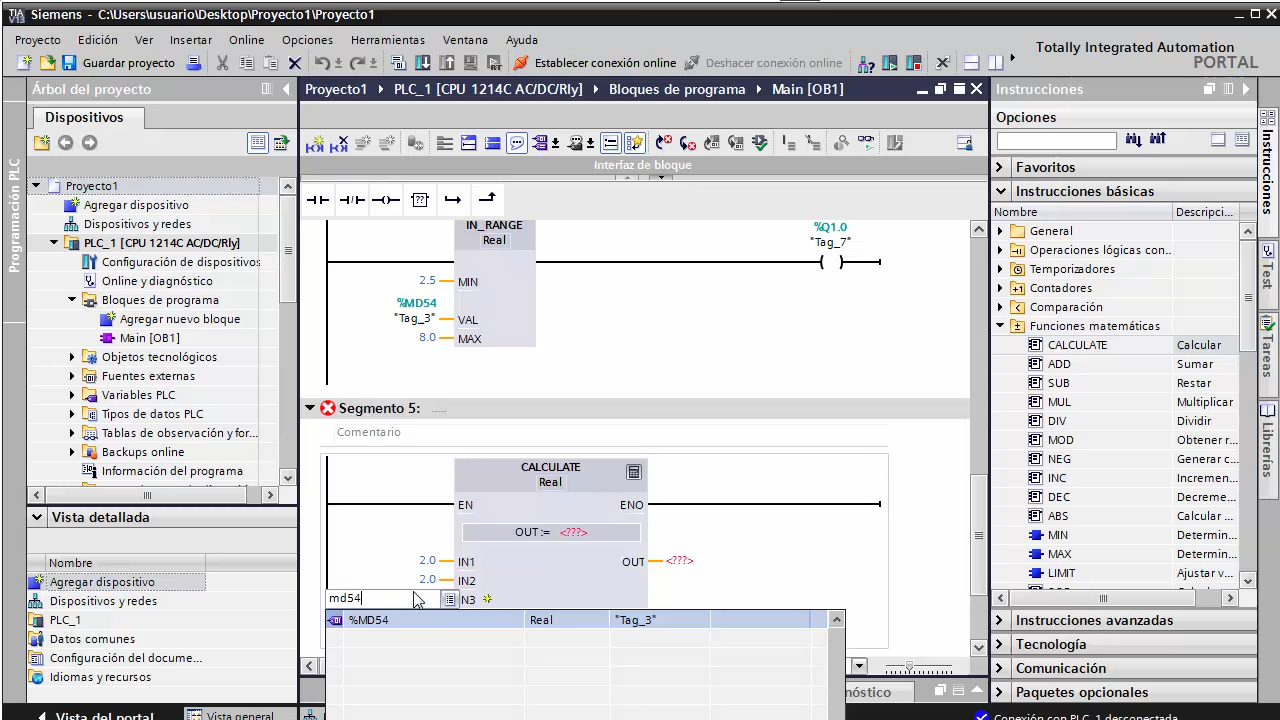 TIA V13 Siemens - C:\Users\usuario\Desktop\Proyecto1\Proyecto1
Proyecto Edición Ver Insertar Online Opciones Herramientas Ventana Ayuda
Totally Integrated Automation
PORTAL
Guardar proyecto Establecer conexión online Deshacer conexión online
Árbol del proyecto
Dispositivos
Programación PLC
Proyecto1
Agregar dispositivo
Dispositivos y redes
PLC_1 [CPU 1214C AC/DC/Rly]
Configuración de dispositivos
Online y diagnóstico
Bloques de programa
Agregar nuevo bloque
Main [OB1]
Objetos tecnológicos
Fuentes externas
Variables PLC
Tipos de datos PLC
Tablas de observación y for...
Backups online
Información del programa
Vista detallada
Nombre
Agregar dispositivo
Dispositivos y redes
PLC_1
Datos comunes
Configuración del docume...
Idiomas y recursos
Vista del portal Vista general
Proyecto1 PLC_1 [CPU 1214C AC/DC/Rly] Bloques de programa Main [OB1]
Interfaz de bloque
??
IN_RANGE
Real
%Q1.0
"Tag_7"
2.5 MIN
%MD54
"Tag_3" VAL
8.0 MAX
Segmento 5: .....
Comentario
CALCULATE
Real
EN ENO
OUT := <???>
2.0 IN1 OUT <???>
2.0 IN2
md54 N3
%MD54 Real "Tag_3"
nóstico
Instrucciones
Opciones
Favoritos
Instrucciones básicas
Nombre Descripci...
General
Operaciones lógicas con...
Temporizadores
Contadores
Comparación
Funciones matemáticas
CALCULATE Calcular
ADD Sumar
SUB Restar
MUL Multiplicar
DIV Dividir
MOD Obtener r
NEG Generar c
INC Incremen
DEC Decreme
ABS Calcular
MIN Determin
MAX Determin
LIMIT Ajustar v
Instrucciones avanzadas
Tecnología
Comunicación
Paquetes opcionales
Conexión con PLC_1 desconectada
Instrucciones
Test
Tareas
Librerías